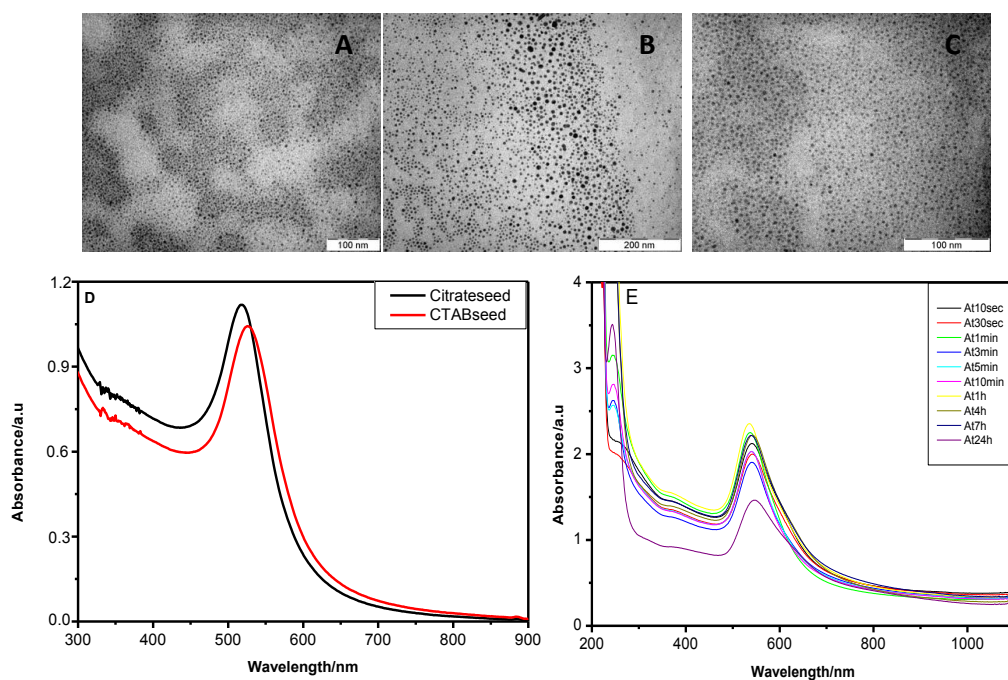 A
B
C
100 nm
200 nm
100 nm
D
Citrateseed
CTABseed
1.2
0.9
0.6
0.3
0.0
Absorbance/a.u
300
400
500
600
700
800
900
Wavelength/nm
E
At10sec
At30sec
At1min
At3min
At5min
At10min
At1h
At4h
At7h
At24h
4
3
2
1
0
Absorbance/a.u
200
400
600
800
1000
Wavelength/nm